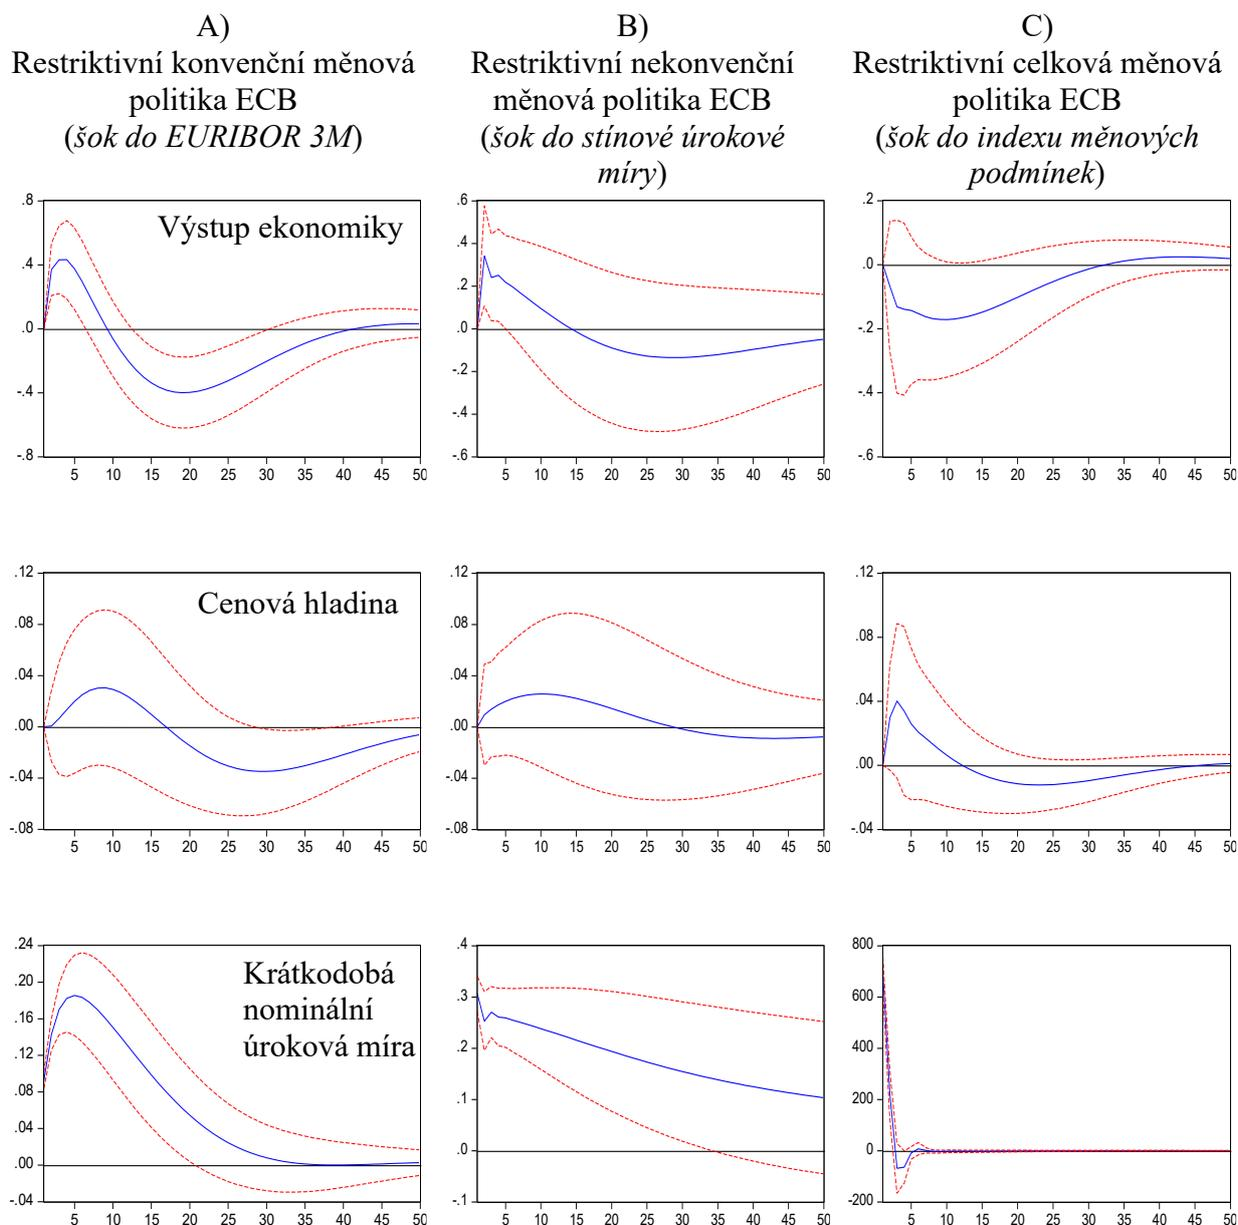 A)
Restriktivní konvenční měnová
politika ECB
(šok do EURIBOR 3M)
B)
Restriktivní nekonvenční
měnová politika ECB
(šok do stínové úrokové
míry)
C)
Restriktivní celková měnová
politika ECB
(šok do indexu měnových
podmínek)
Výstup ekonomiky
.8
.4
.0
-.4
-.8
5 10 15 20 25 30 35 40 45 50
.6
.4
.2
.0
-.2
-.4
-.6
5 10 15 20 25 30 35 40 45 50
.2
.0
-.2
-.4
-.6
5 10 15 20 25 30 35 40 45 50
Cenová hladina
.12
.08
.04
.00
-.04
-.08
5 10 15 20 25 30 35 40 45 50
.12
.08
.04
.00
-.04
-.08
5 10 15 20 25 30 35 40 45 50
.12
.08
.04
.00
-.04
5 10 15 20 25 30 35 40 45 50
Krátkodobá
nominální
úroková míra
.24
.20
.16
.12
.08
.04
.00
-.04
5 10 15 20 25 30 35 40 45 50
.4
.3
.2
.1
.0
-.1
5 10 15 20 25 30 35 40 45 50
800
600
400
200
0
-200
5 10 15 20 25 30 35 40 45 50